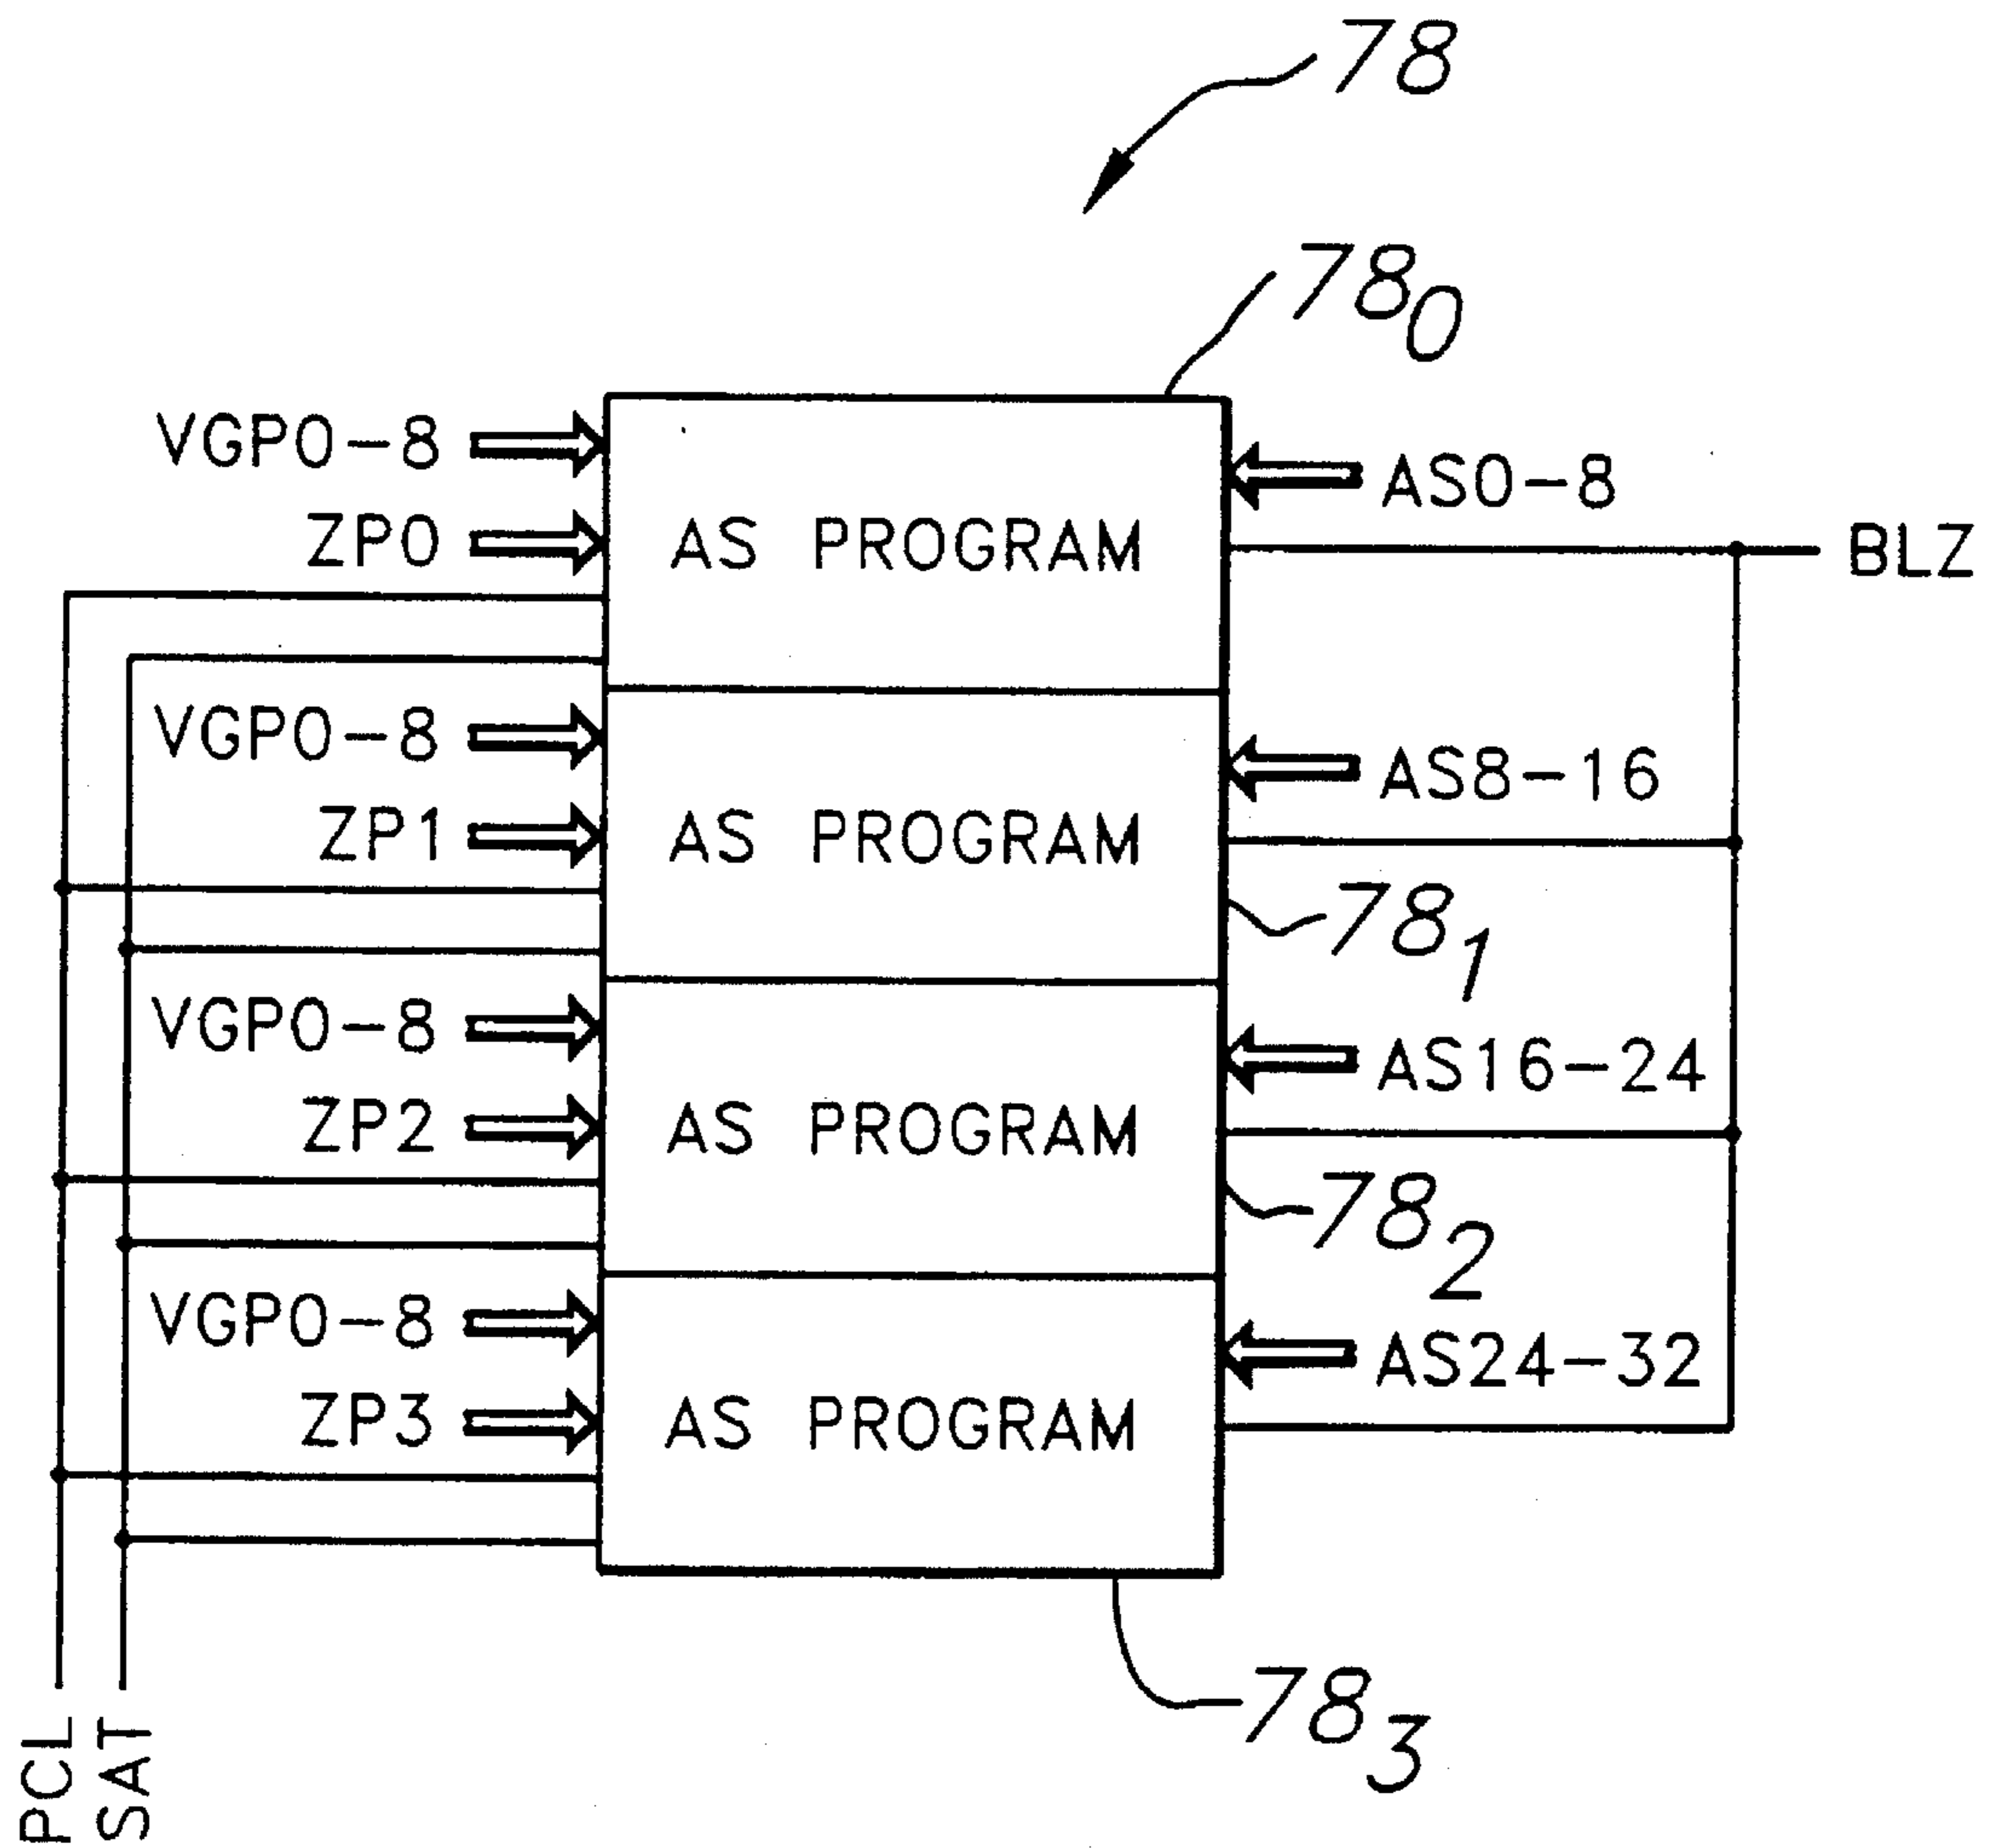 78
78₀
VGP0-8
AS0-8
ZP0
AS PROGRAM
BLZ
VGP0-8
AS8-16
ZP1
AS PROGRAM
78₁
VGP0-8
AS16-24
ZP2
AS PROGRAM
78₂
VGP0-8
AS24-32
ZP3
AS PROGRAM
78₃
PCL
SAT